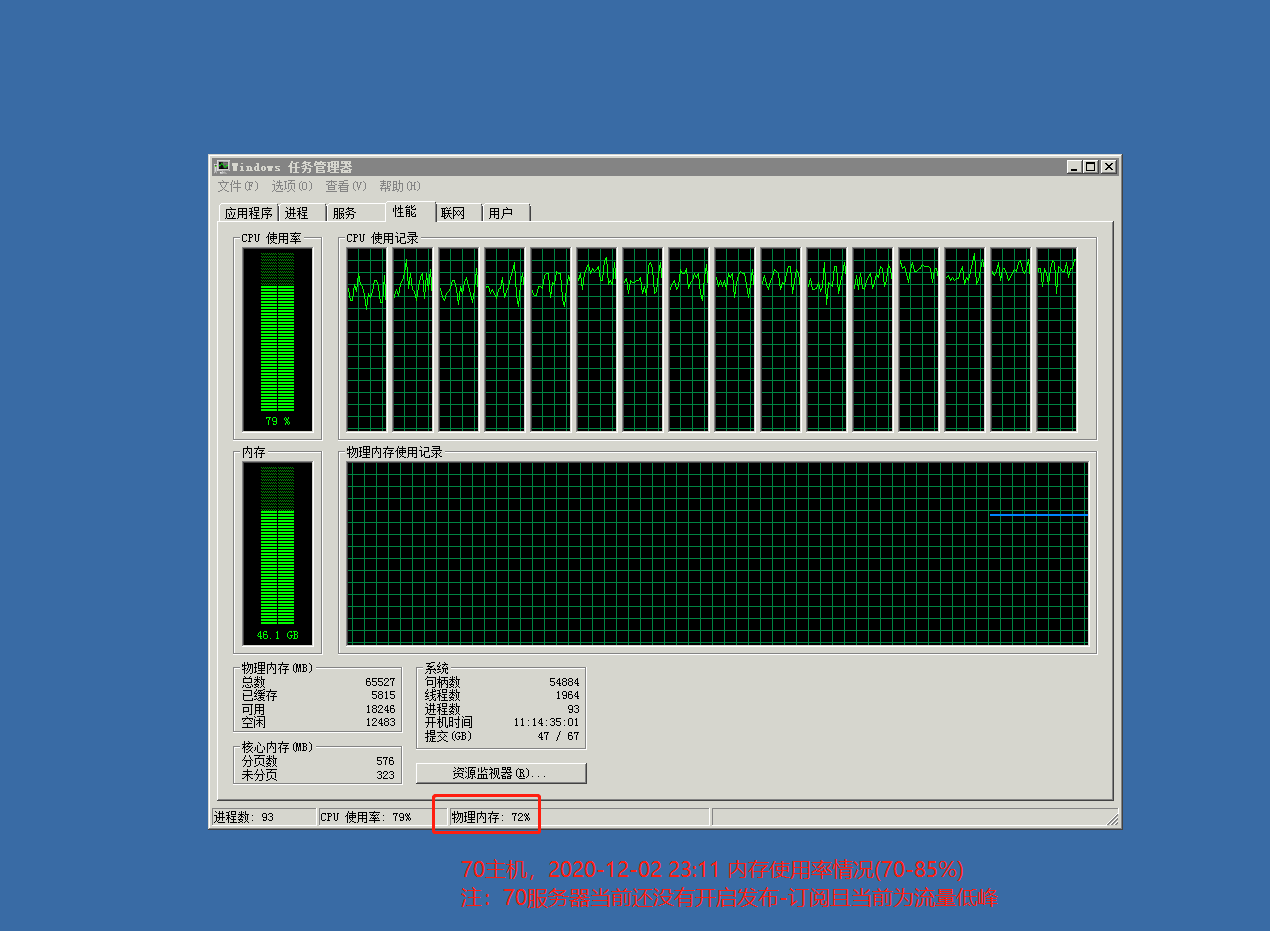 Windows 任务管理器
文件(F) 选项(O) 查看(V) 帮助(H)
应用程序 进程 服务 性能 联网 用户
CPU 使用率
CPU 使用记录
79 %
内存
物理内存使用记录
46.1 GB
物理内存(MB)
总数 65527
已缓存 5815
可用 18246
空闲 12483
核心内存(MB)
分页数 576
未分页 323
系统
句柄数 54884
线程数 1964
进程数 93
开机时间 11:14:35:01
提交(GB) 47 / 67
资源监视器(R)...
进程数: 93 CPU 使用率: 79% 物理内存: 72%
70主机，2020-12-02 23:11 内存使用率情况(70-85%)
注：70服务器当前还没有开启发布-订阅且当前为流量低峰